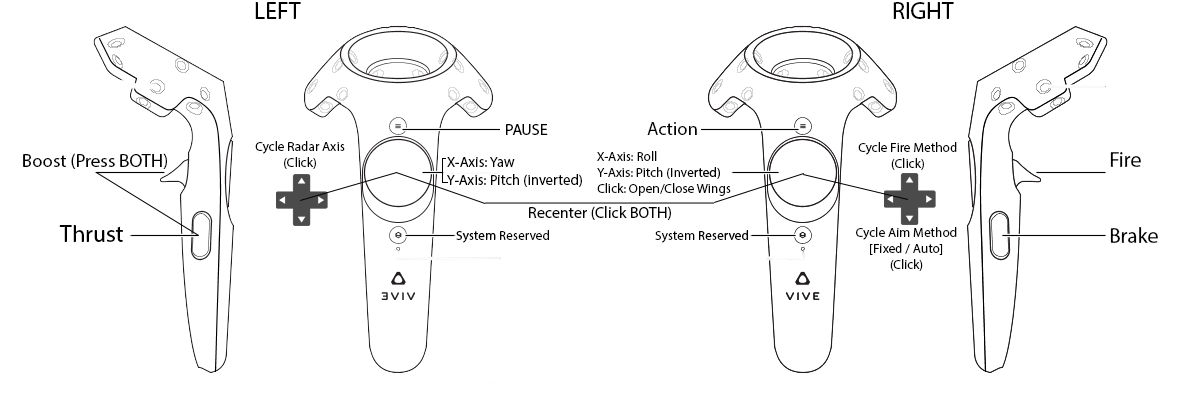 LEFT
RIGHT
PAUSE
Action
Boost (Press BOTH)
Cycle Radar Axis
(Click)
X-Axis: Yaw
Y-Axis: Pitch (inverted)
X-Axis: Roll
Y-Axis: Pitch (Inverted)
Click: Open/Close Wings
Cycle Fire Method
(Click)
Fire
Recenter (Click BOTH)
Thrust
System Reserved
System Reserved
Cycle Aim Method
[Fixed / Auto]
(Click)
Brake
VIVE
VIVE